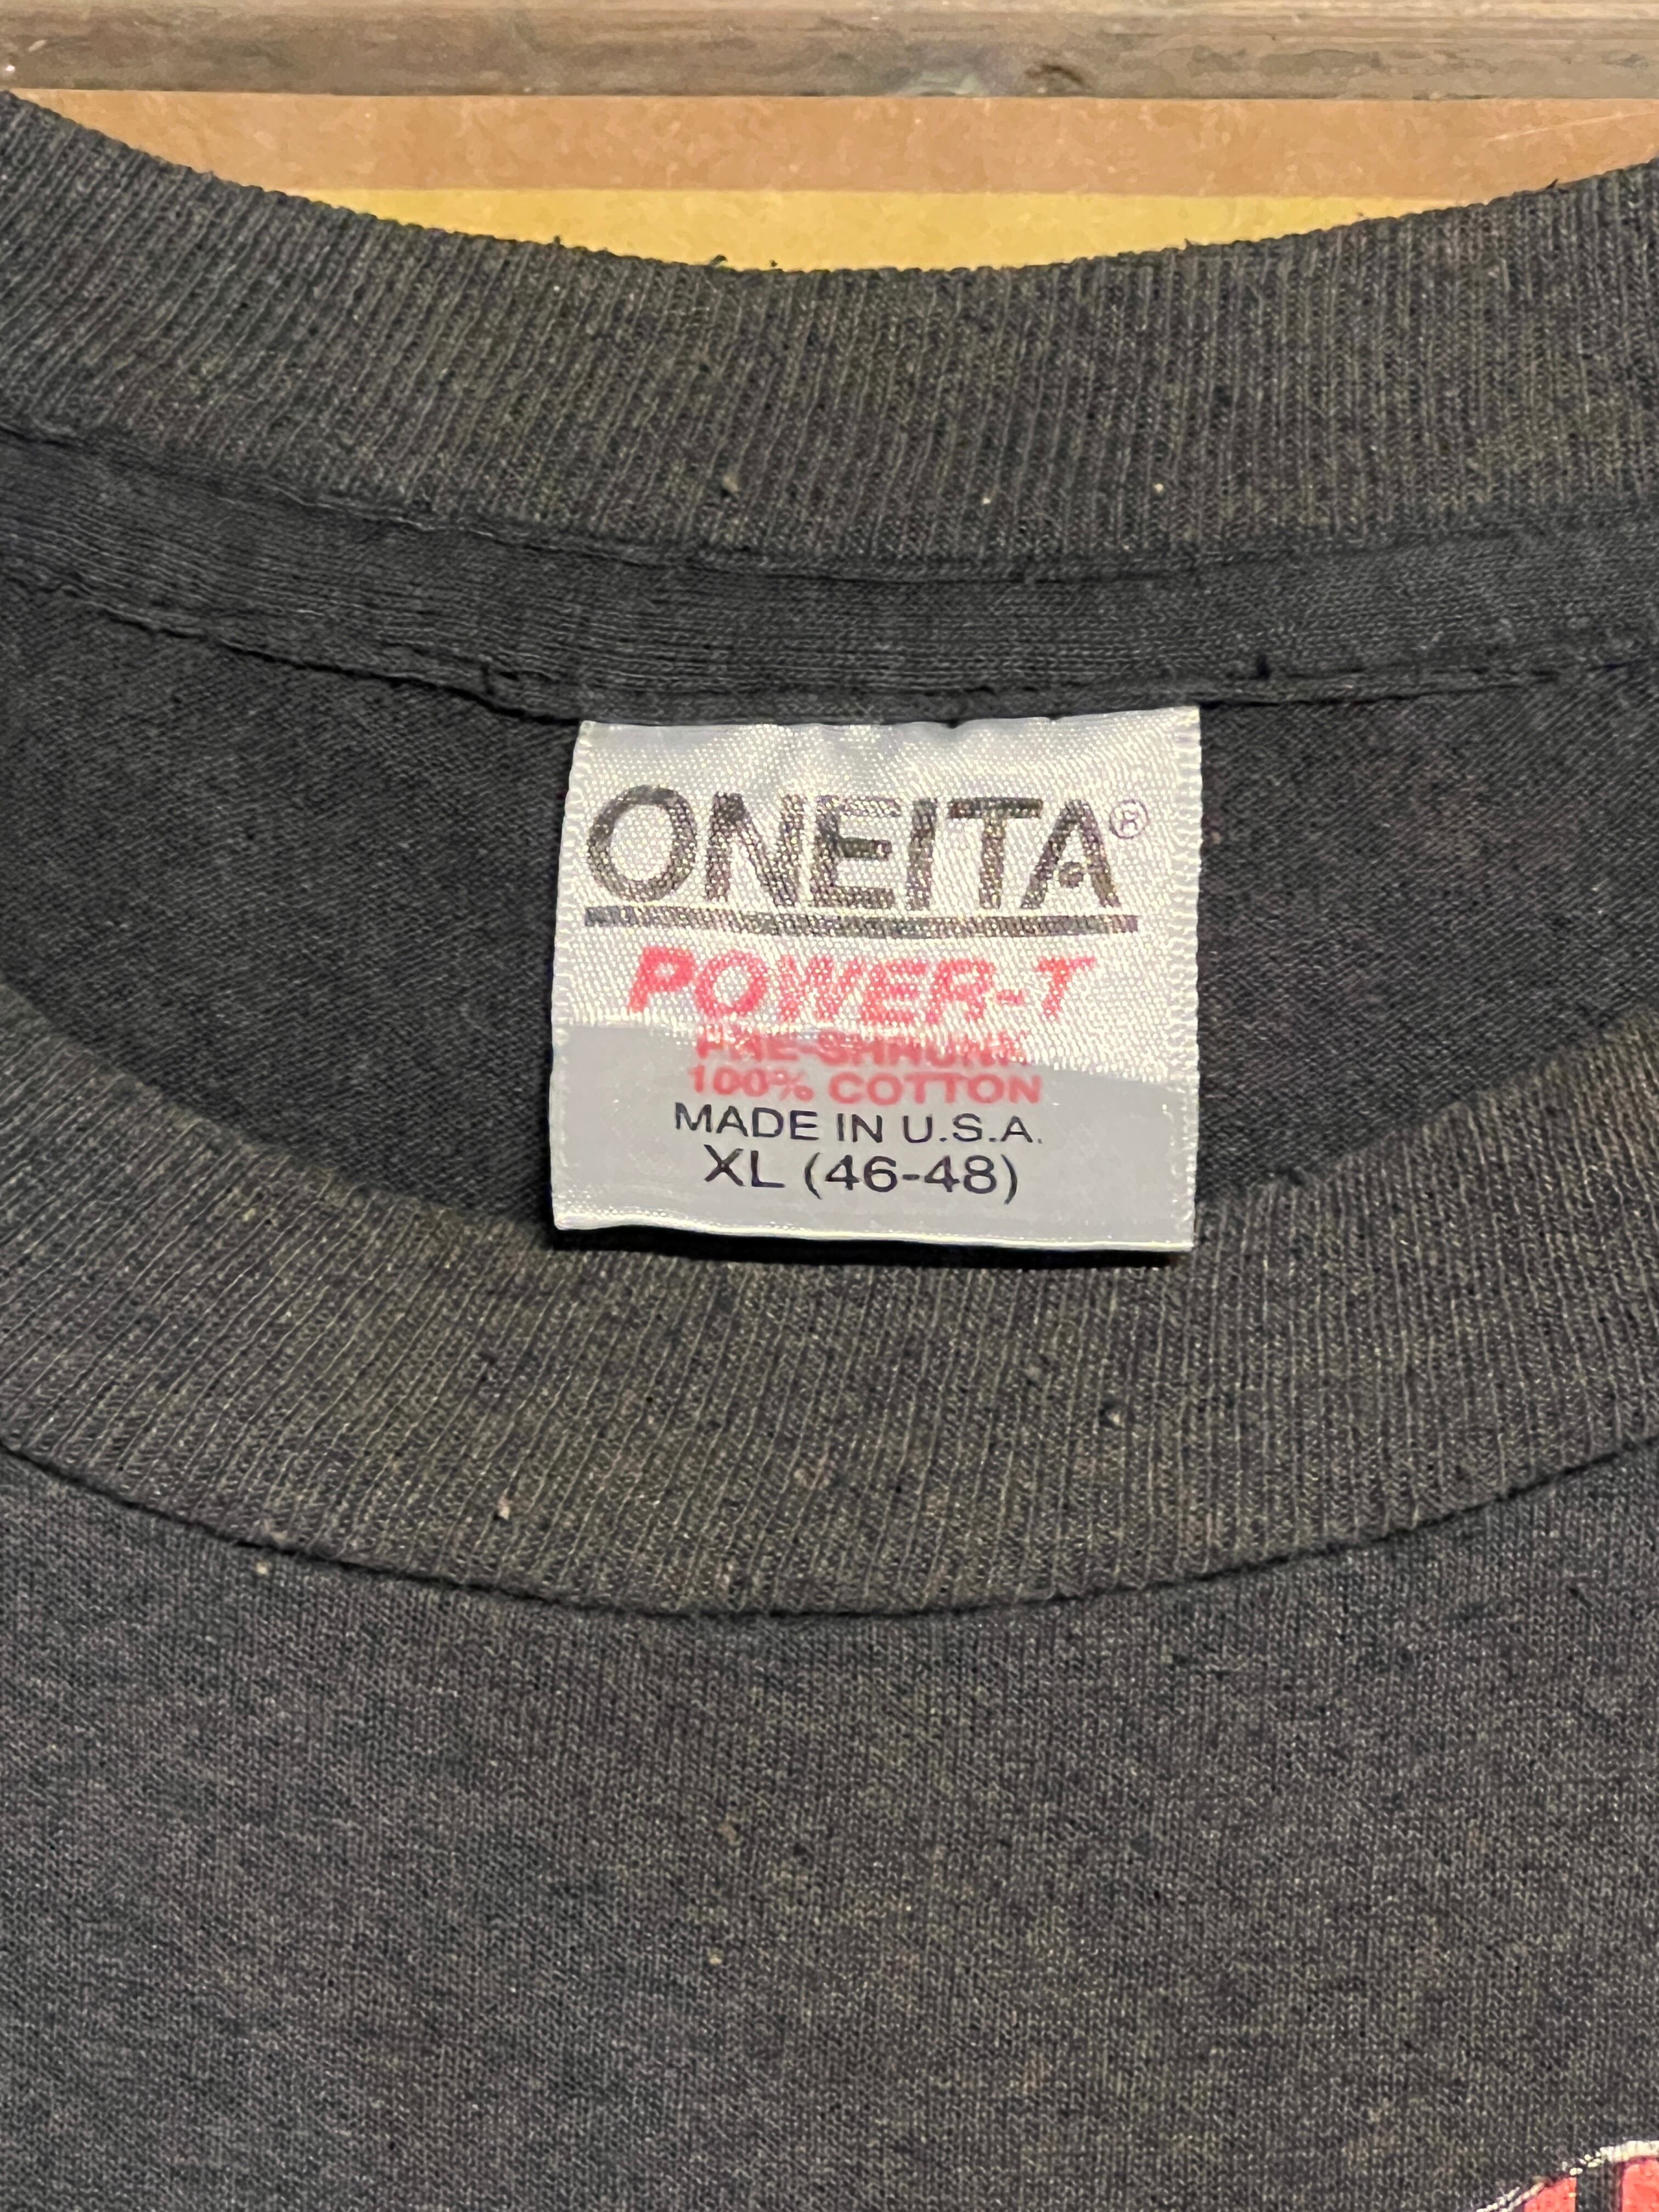 ONEITA®
POWER-T
PRE-SHRUNK
100% COTTON
MADE IN U.S.A.
XL (46-48)